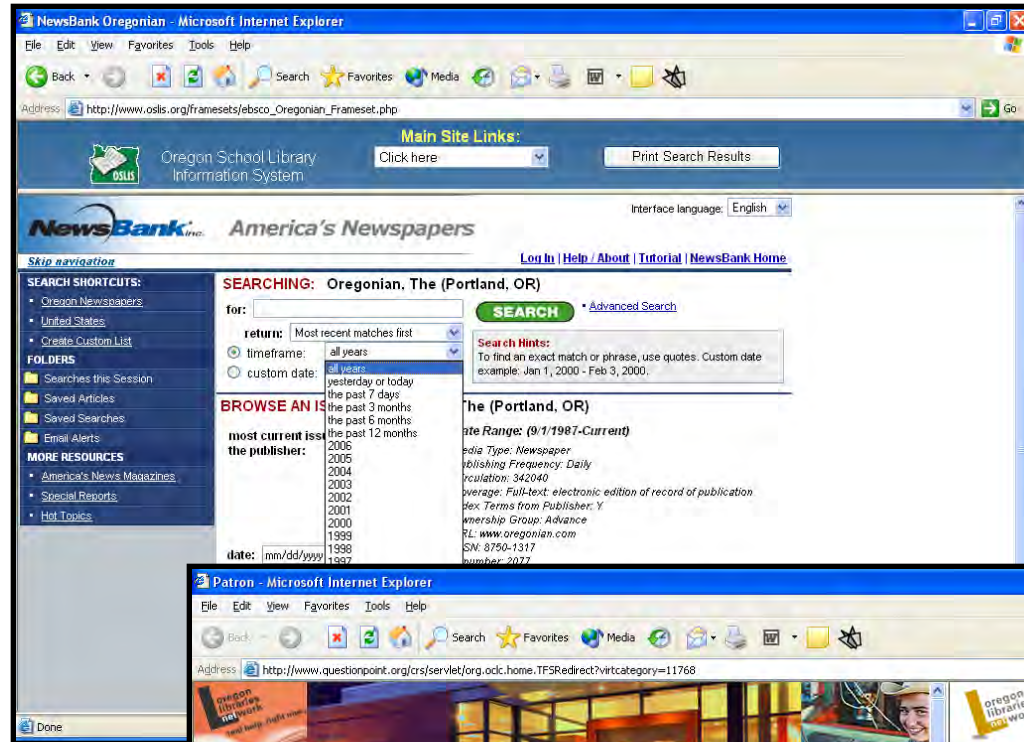 NewsBank Oregonian - Microsoft Internet Explorer
File Edit View Favorites Tools Help
Back Search Favorites Media
Address http://www.oslis.org/framesets/ebsco_Oregonian_Frameset.php Go
Main Site Links:
OSLIS
Oregon School Library
Information System
Click here
Print Search Results
NewsBank inc.
America's Newspapers
Interface language: English
Skip navigation
Log In | Help / About | Tutorial | NewsBank Home
SEARCH SHORTCUTS:
Oregon Newspapers
United States
Create Custom List
FOLDERS
Searches this Session
Saved Articles
Saved Searches
Email Alerts
MORE RESOURCES
America's News Magazines
Special Reports
Hot Topics
SEARCHING: Oregonian, The (Portland, OR)
for: SEARCH Advanced Search
return: Most recent matches first
timeframe: all years
custom date:
Search Hints:
To find an exact match or phrase, use quotes. Custom date
example: Jan 1, 2000 - Feb 3, 2000.
all years
yesterday or today
the past 7 days
the past 3 months
the past 6 months
the past 12 months
2006
2005
2004
2003
2002
2001
2000
1999
1998
1997
BROWSE AN IS
The (Portland, OR)
most current issu
the publisher:
date: mm/dd/yyyy
ate Range: (9/1/1987-Current)
edia Type: Newspaper
ublishing Frequency: Daily
rculation: 342040
overage: Full-text: electronic edition of record of publication
dex Terms from Publisher: Y
wnership Group: Advance
RL: www.oregonian.com
SN: 8750-1317
number: 2077
Done
Patron - Microsoft Internet Explorer
File Edit View Favorites Tools Help
Back Search Favorites Media
Address http://www.questionpoint.org/crs/servlet/org.oclc.home.TFSRedirect?virtcategory=11768
oregon
libraries
network
oregon